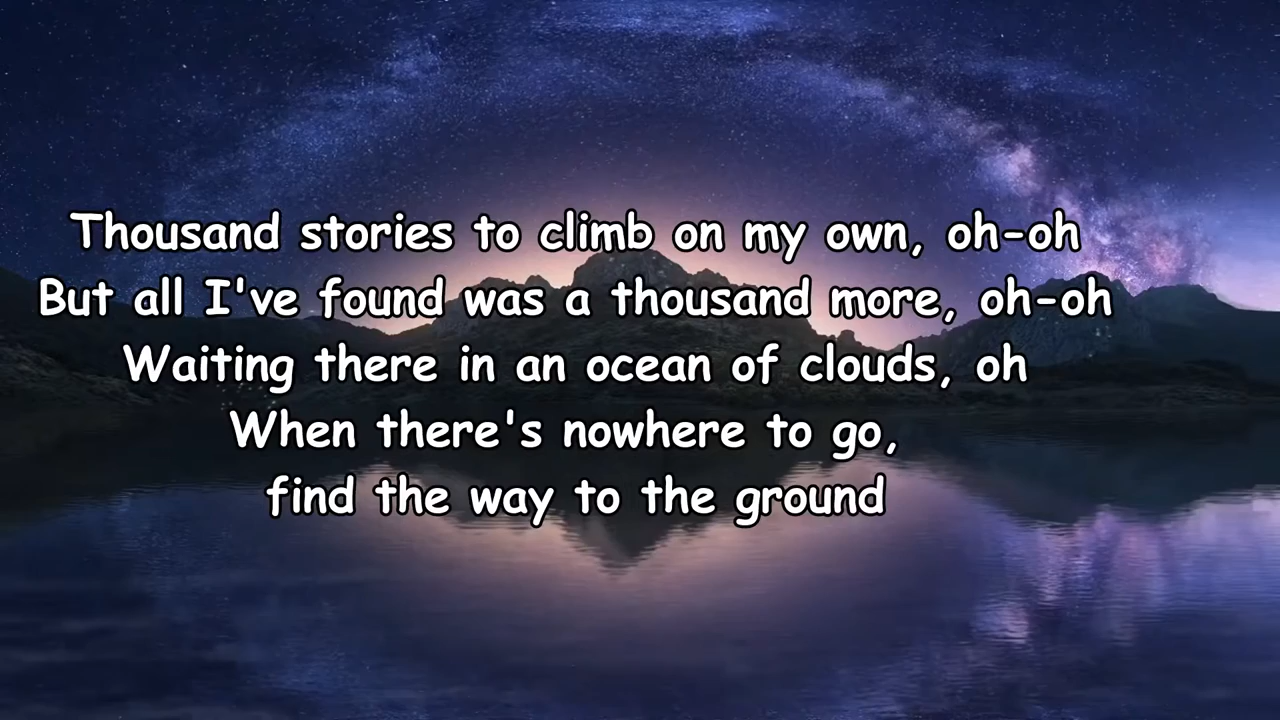 Thousand stories to climb on my own, oh-oh
But all I've found was a thousand more, oh-oh
Waiting there in an ocean of clouds, oh
When there's nowhere to go,
find the way to the ground